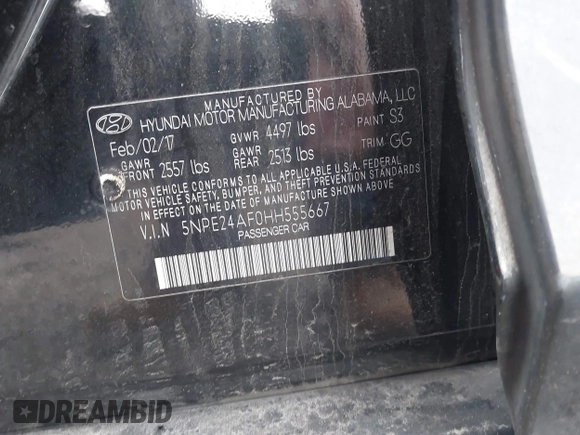 MANUFACTURED BY
HYUNDAI MOTOR MANUFACTURING ALABAMA, LLC
Feb/02/17 GVWR 4497 lbs PAINT S3
GAWR FRONT 2557 lbs GAWR REAR 2513 lbs TRIM GG
THIS VEHICLE CONFORMS TO ALL APPLICABLE U.S.A. FEDERAL
MOTOR VEHICLE SAFETY, BUMPER, AND THEFT PREVENTION
STANDARDS IN EFFECT ON THE DATE OF MANUFACTURE SHOWN ABOVE.
V.I.N 5NPE24AF0HH555667
PASSENGER CAR
DREAMBID